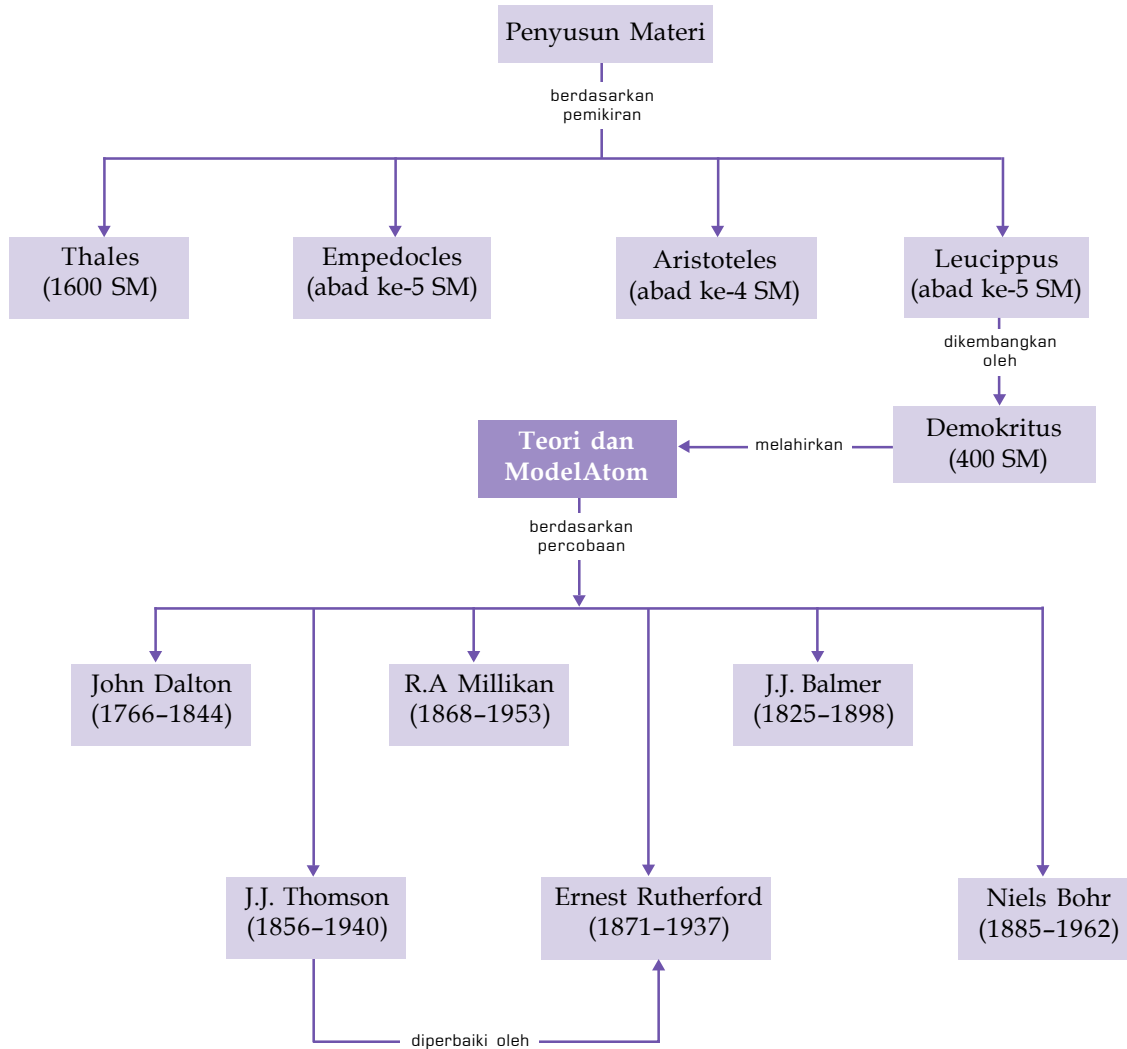 Penyusun Materi
berdasarkan
pemikiran
Thales
(1600 SM)
Empedocles
(abad ke-5 SM)
Aristoteles
(abad ke-4 SM)
Leucippus
(abad ke-5 SM)
dikembangkan
oleh
Demokritus
(400 SM)
melahirkan
Teori dan
ModelAtom
berdasarkan
percobaan
John Dalton
(1766–1844)
R.A Millikan
(1868–1953)
J.J. Balmer
(1825–1898)
J.J. Thomson
(1856–1940)
Ernest Rutherford
(1871–1937)
Niels Bohr
(1885–1962)
diperbaiki oleh